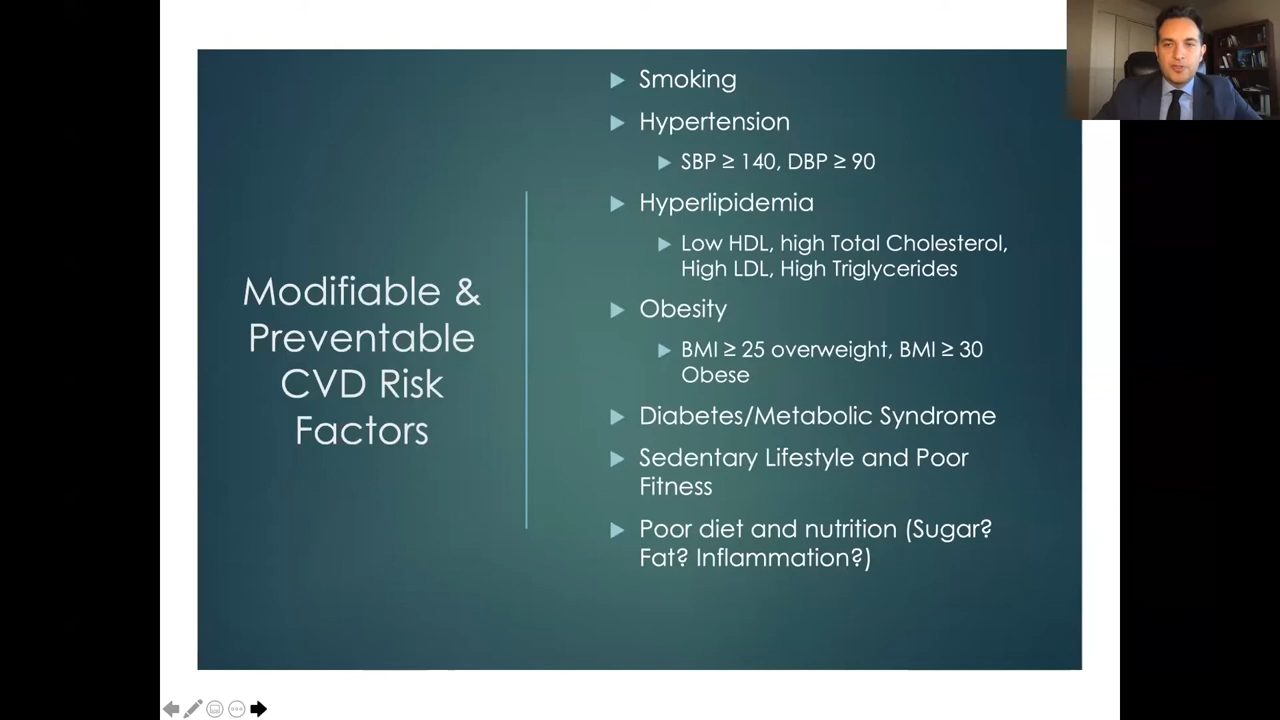 Modifiable &
Preventable
CVD Risk
Factors
Smoking
Hypertension
SBP ≥ 140, DBP ≥ 90
Hyperlipidemia
Low HDL, high Total Cholesterol,
High LDL, High Triglycerides
Obesity
BMI ≥ 25 overweight, BMI ≥ 30
Obese
Diabetes/Metabolic Syndrome
Sedentary Lifestyle and Poor
Fitness
Poor diet and nutrition (Sugar?
Fat? Inflammation?)